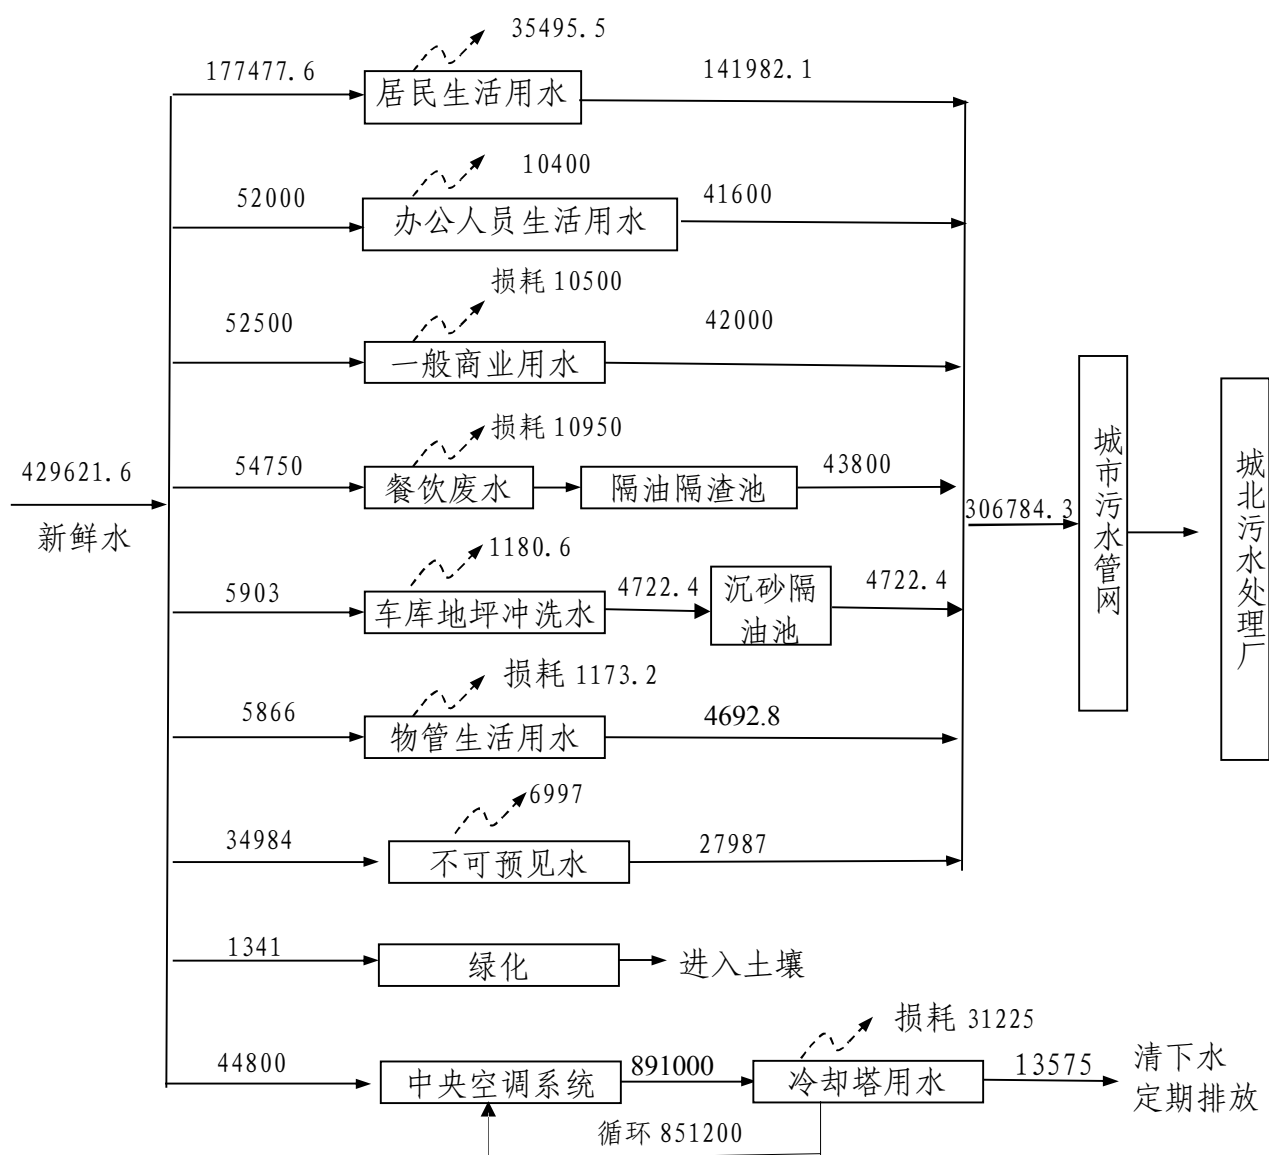 35495.5
177477.6
居民生活用水
141982.1
10400
52000
办公人员生活用水
41600
损耗 10500
52500
一般商业用水
42000
损耗 10950
54750
餐饮废水
隔油隔渣池
43800
429621.6
新鲜水
306784.3
城市污水管网
城北污水处理厂
1180.6
5903
车库地坪冲洗水
4722.4
沉砂隔
油池
4722.4
损耗 1173.2
5866
物管生活用水
4692.8
6997
34984
不可预见水
27987
1341
绿化
进入土壤
损耗 31225
44800
中央空调系统
891000
冷却塔用水
13575
清下水
定期排放
循环 851200